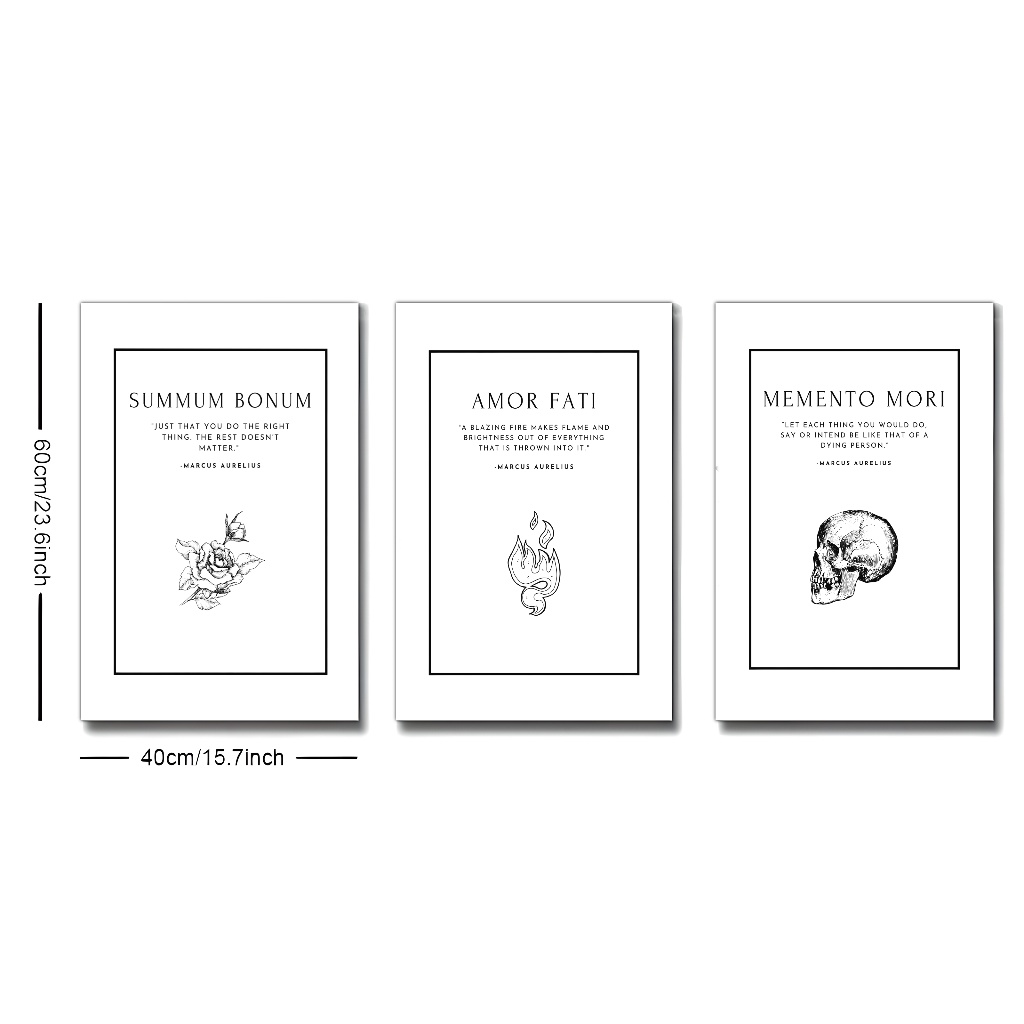 60cm/23.6inch
SUMMUM BONUM
"JUST THAT YOU DO THE RIGHT
THING. THE REST DOESN'T
MATTER."
-MARCUS AURELIUS
AMOR FATI
"A BLAZING FIRE MAKES FLAME AND
BRIGHTNESS OUT OF EVERYTHING
THAT IS THROWN INTO IT."
-MARCUS AURELIUS
MEMENTO MORI
"LET EACH THING YOU WOULD DO,
SAY OR INTEND BE LIKE THAT OF A
DYING PERSON."
-MARCUS AURELIUS
40cm/15.7inch